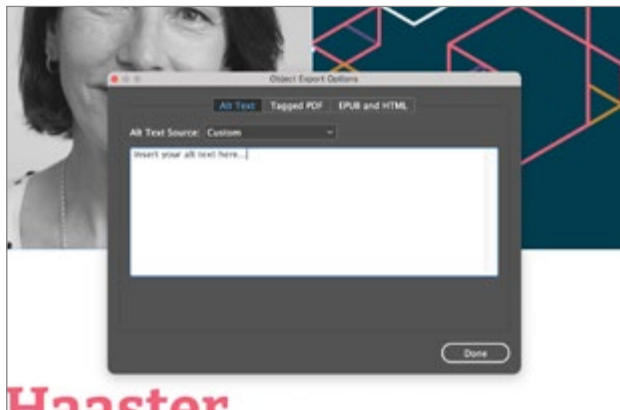 Object Export Options
Alt Text Tagged PDF EPUB and HTML
Alt Text Source: Custom
Insert your alt text here...
Done
Haaster